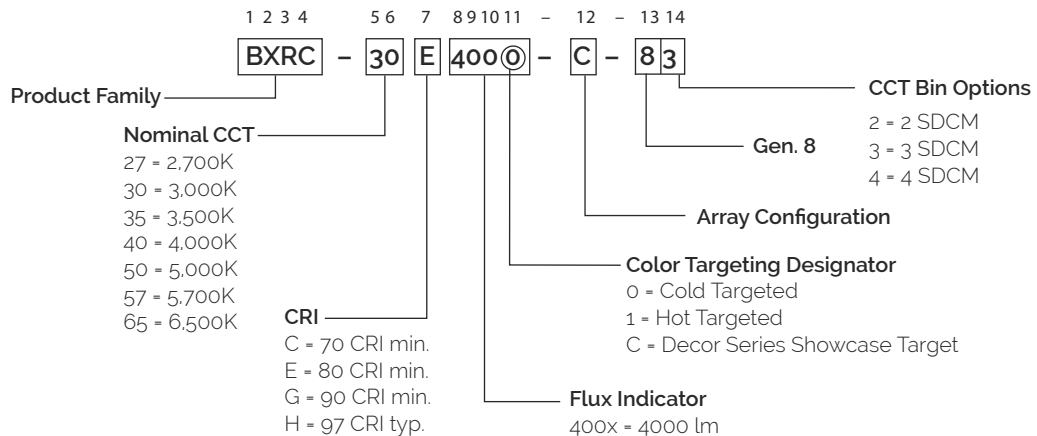 1 2 3 4 5 6 7 8 9 10 11 – 12 – 13 14
BXRC – 30 E 4000 – C – 83
Product Family
Nominal CCT
27 = 2,700K
30 = 3,000K
35 = 3,500K
40 = 4,000K
50 = 5,000K
57 = 5,700K
65 = 6,500K
CRI
C = 70 CRI min.
E = 80 CRI min.
G = 90 CRI min.
H = 97 CRI typ.
Flux Indicator
400x = 4000 lm
Color Targeting Designator
0 = Cold Targeted
1 = Hot Targeted
C = Decor Series Showcase Target
Array Configuration
Gen. 8
CCT Bin Options
2 = 2 SDCM
3 = 3 SDCM
4 = 4 SDCM